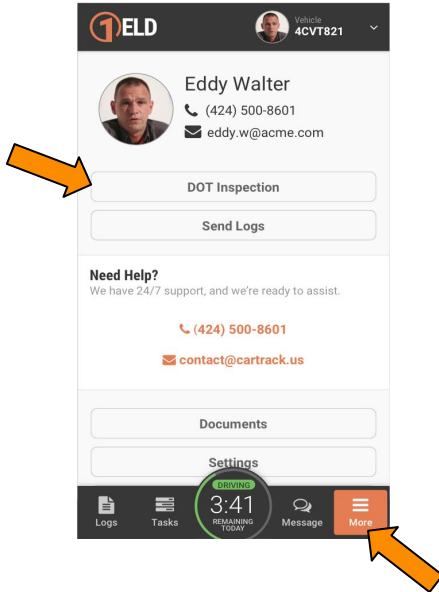 1ELD
Vehicle
4CVT821
Eddy Walter
(424) 500-8601
eddy.w@acme.com
DOT Inspection
Send Logs
Need Help?
We have 24/7 support, and we're ready to assist.
(424) 500-8601
contact@cartrack.us
Documents
Settings
DRIVING
3:41
REMAINING
TODAY
Logs
Tasks
Message
More